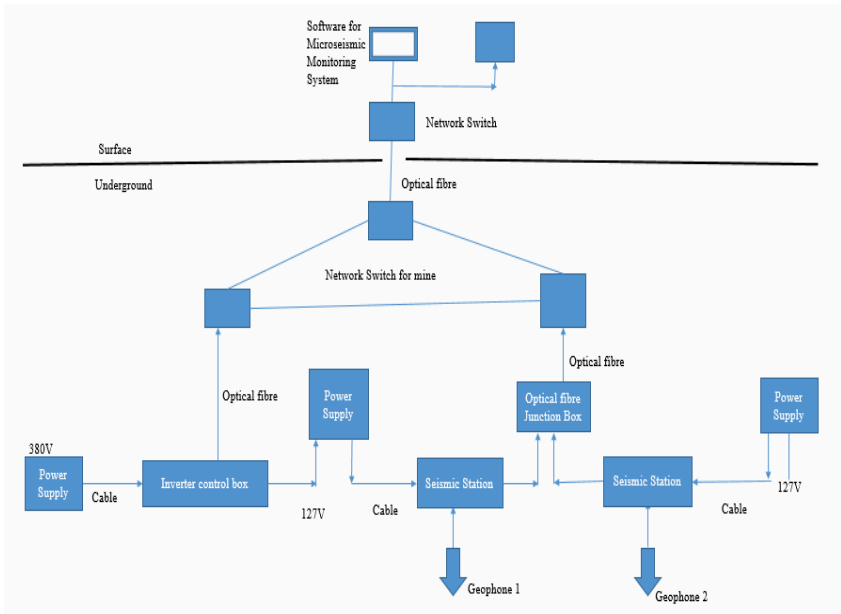 Software for
Microseismic
Monitoring
System
Network Switch
Surface
Underground
Optical fibre
Network Switch for mine
Optical fibre
Optical fibre
Power
Supply
Optical fibre
Junction Box
Power
Supply
380V
Power
Supply
Cable
Inverter control box
127V
Cable
Seismic Station
Seismic Station
Cable
127V
Geophone 1
Geophone 2